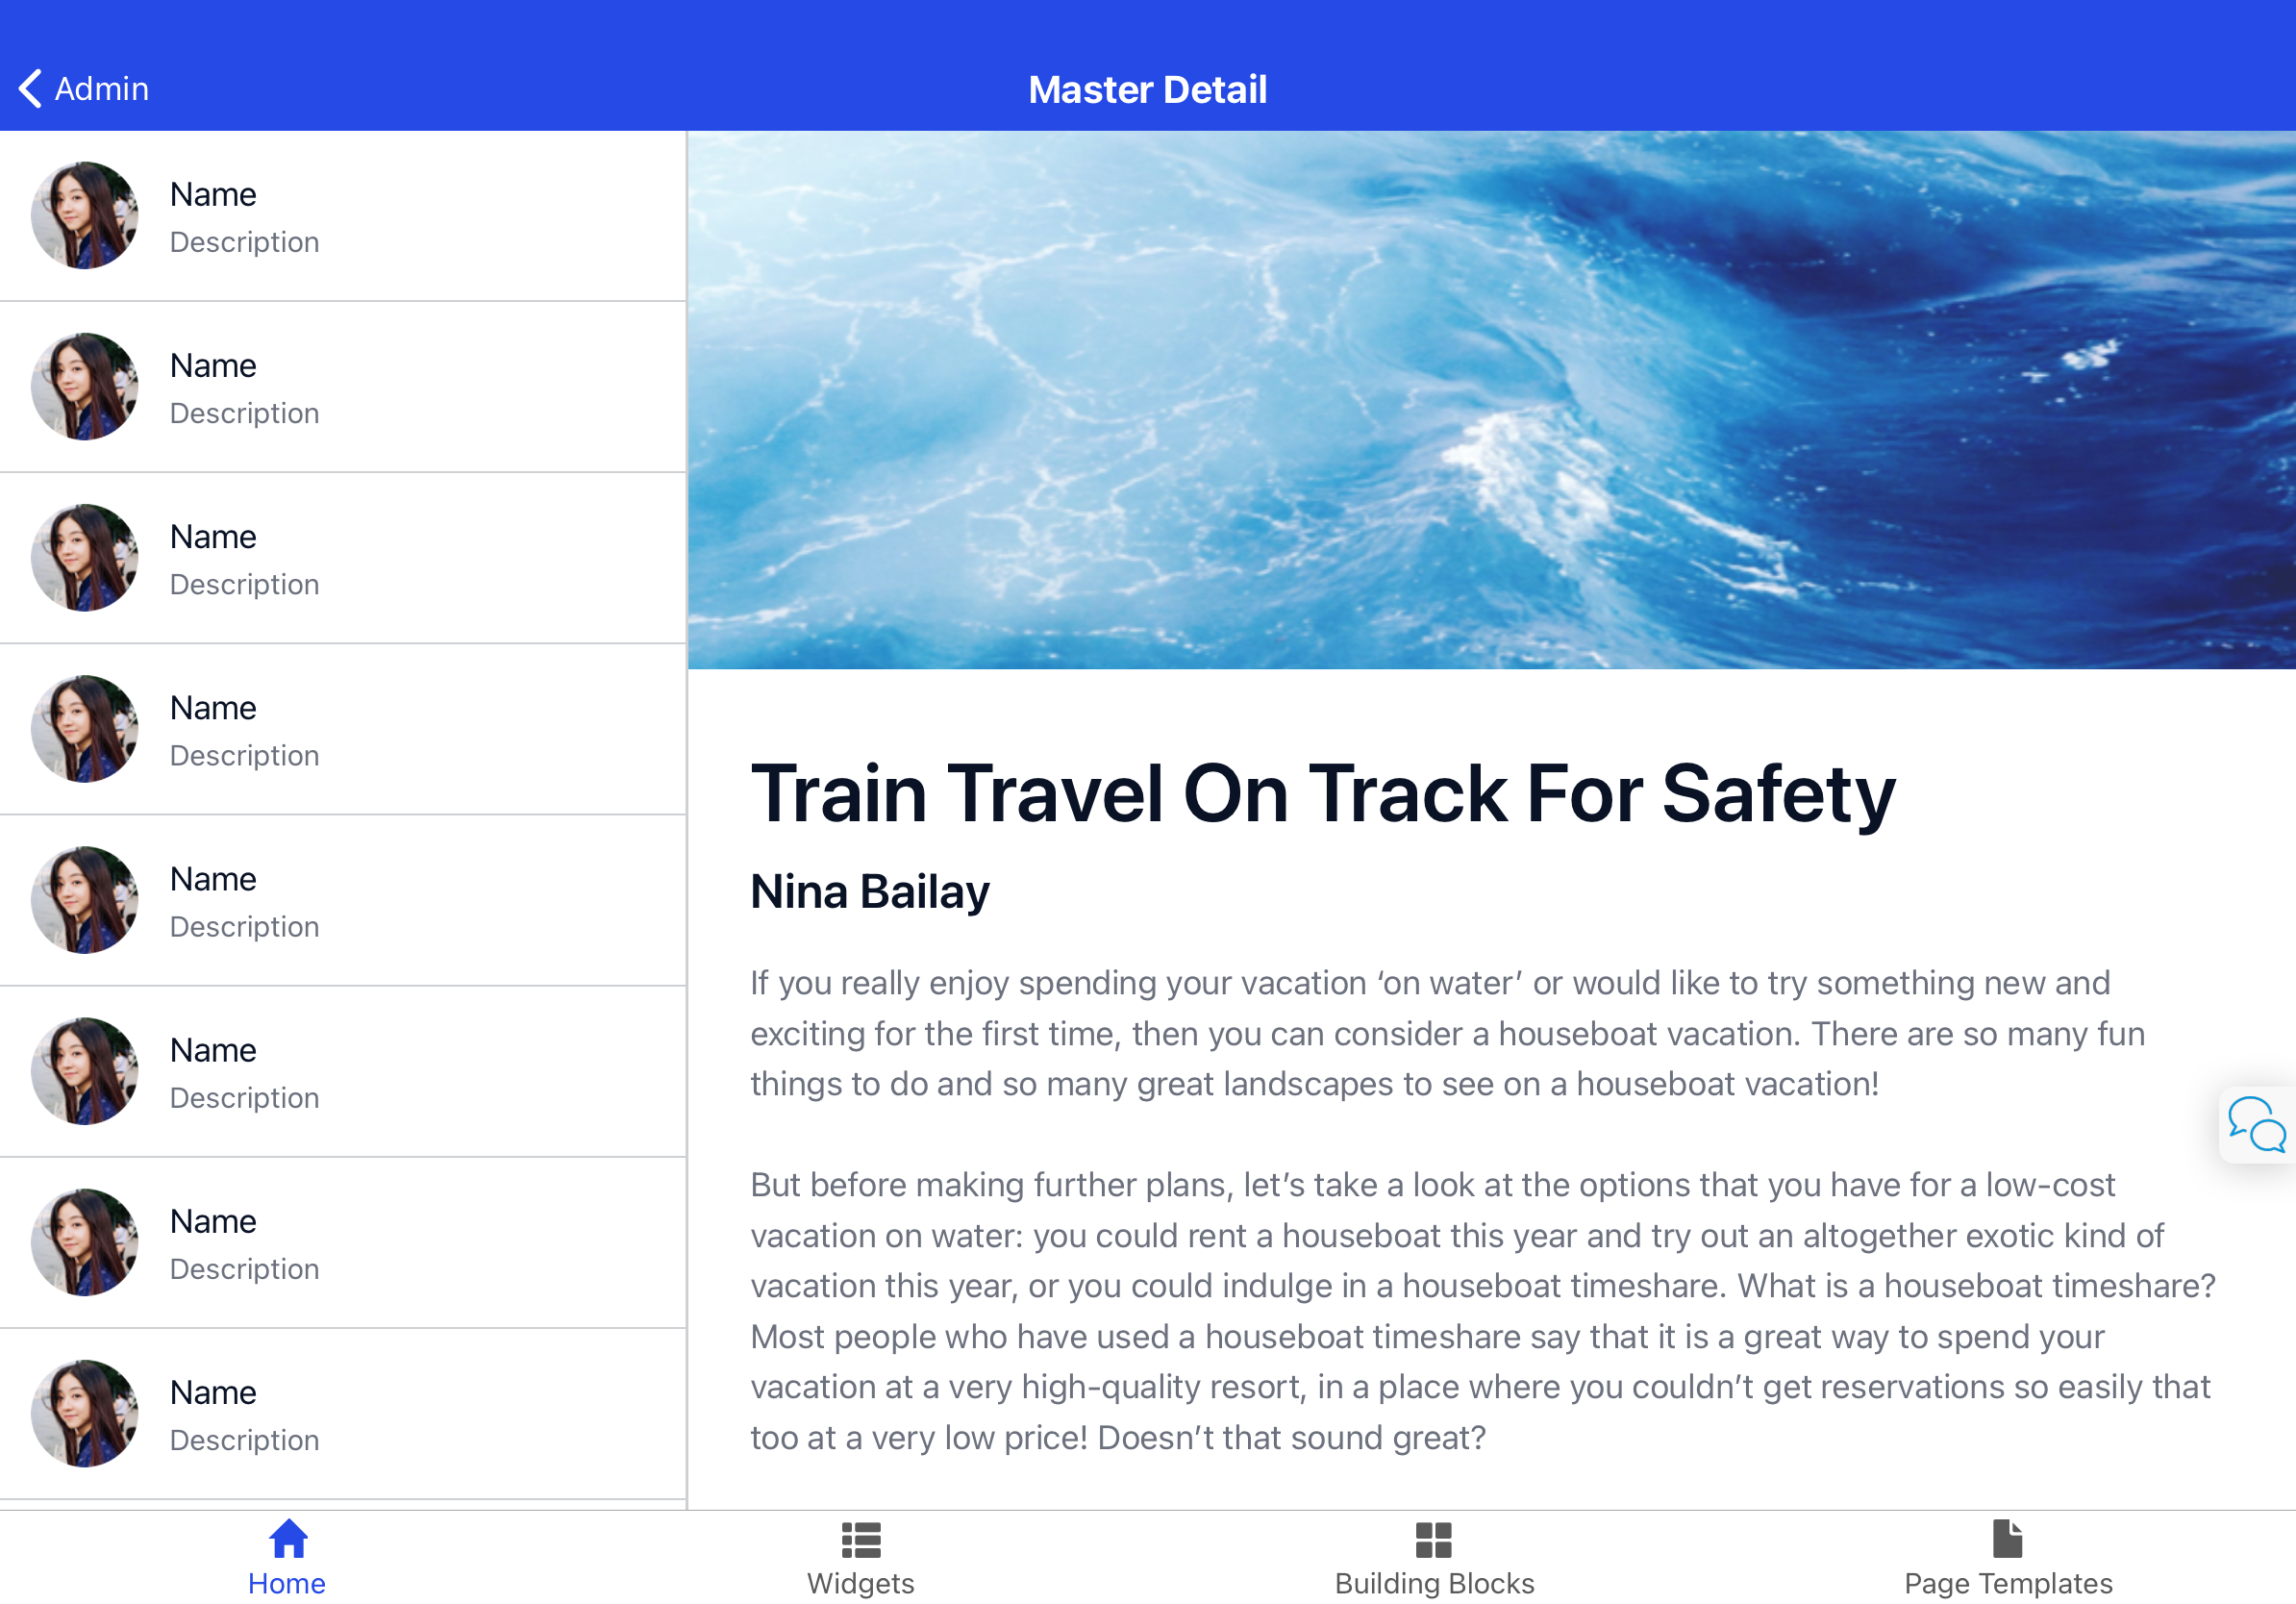 Admin
Master Detail
Name
Description
Name
Description
Name
Description
Name
Description
Name
Description
Name
Description
Name
Description
Name
Description
Train Travel On Track For Safety
Nina Bailay
If you really enjoy spending your vacation ‘on water’ or would like to try something new and
exciting for the first time, then you can consider a houseboat vacation. There are so many fun
things to do and so many great landscapes to see on a houseboat vacation!
But before making further plans, let’s take a look at the options that you have for a low-cost
vacation on water: you could rent a houseboat this year and try out an altogether exotic kind of
vacation this year, or you could indulge in a houseboat timeshare. What is a houseboat timeshare?
Most people who have used a houseboat timeshare say that it is a great way to spend your
vacation at a very high-quality resort, in a place where you couldn’t get reservations so easily that
too at a very low price! Doesn’t that sound great?
Home
Widgets
Building Blocks
Page Templates